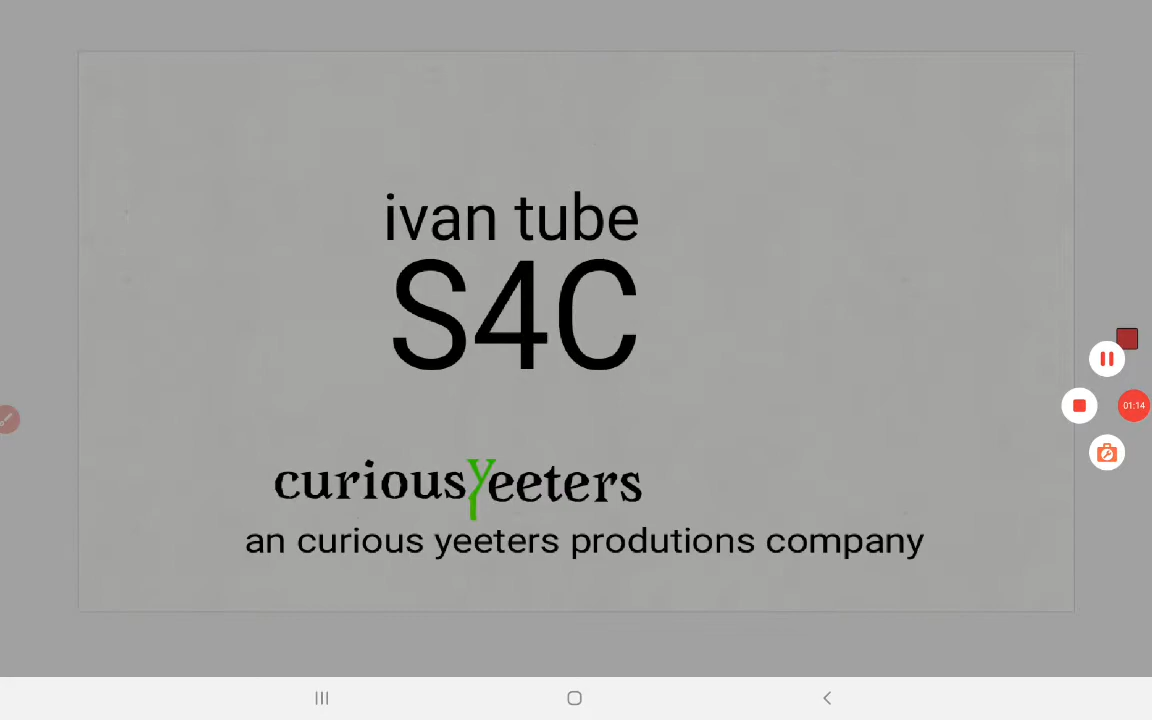 ivan tube
S4C
curiousYeeters
an curious yeeters produtions company
01:14